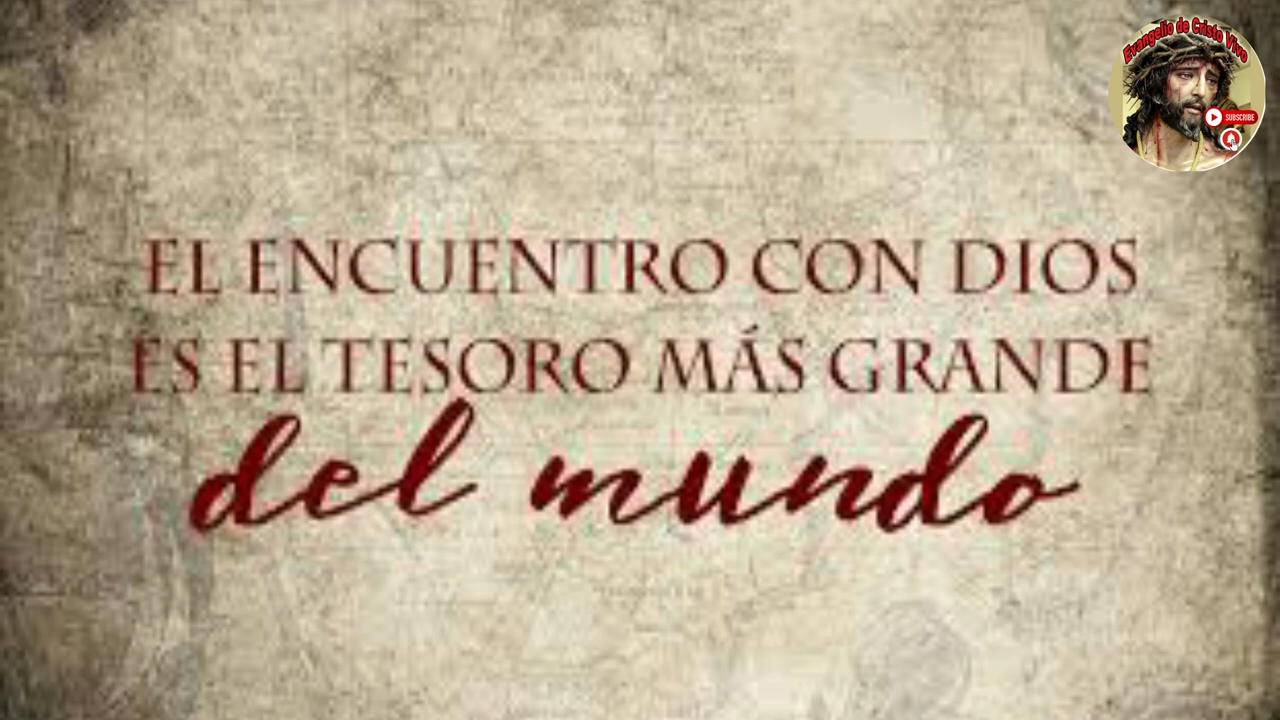 Evangelio de Cristo Vivo
SUBSCRIBE
EL ENCUENTRO CON DIOS
ES EL TESORO MÁS GRANDE
del mundo